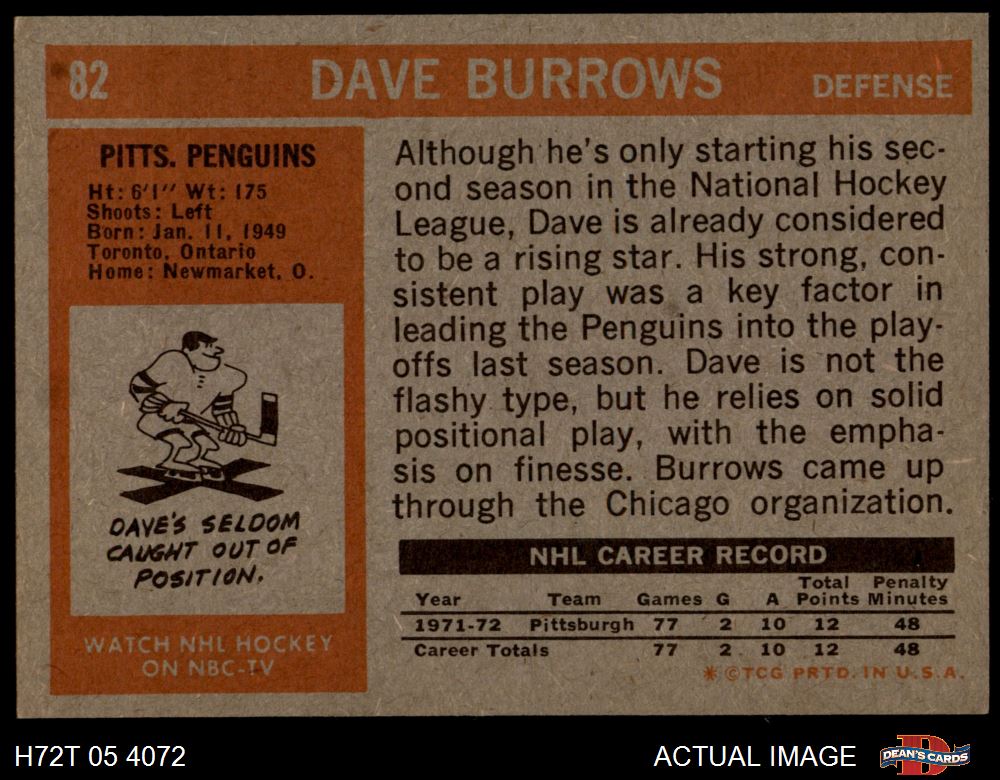 82 DAVE BURROWS DEFENSE
PITTS. PENGUINS
Ht: 6'1" Wt: 175
Shoots: Left
Born: Jan. 11, 1949
Toronto, Ontario
Home: Newmarket, O.
DAVE'S SELDOM
CAUGHT OUT OF
POSITION.
WATCH NHL HOCKEY
ON NBC-TV
Although he's only starting his sec-
ond season in the National Hockey
League, Dave is already considered
to be a rising star. His strong, con-
sistent play was a key factor in
leading the Penguins into the play-
offs last season. Dave is not the
flashy type, but he relies on solid
positional play, with the empha-
sis on finesse. Burrows came up
through the Chicago organization.
NHL CAREER RECORD
Year Team Games G A Total Points Penalty Minutes
1971-72 Pittsburgh 77 2 10 12 48
Career Totals 77 2 10 12 48
*©TCG PRTD. IN U.S.A.
H72T 05 4072 ACTUAL IMAGE DEAN'S CARDS